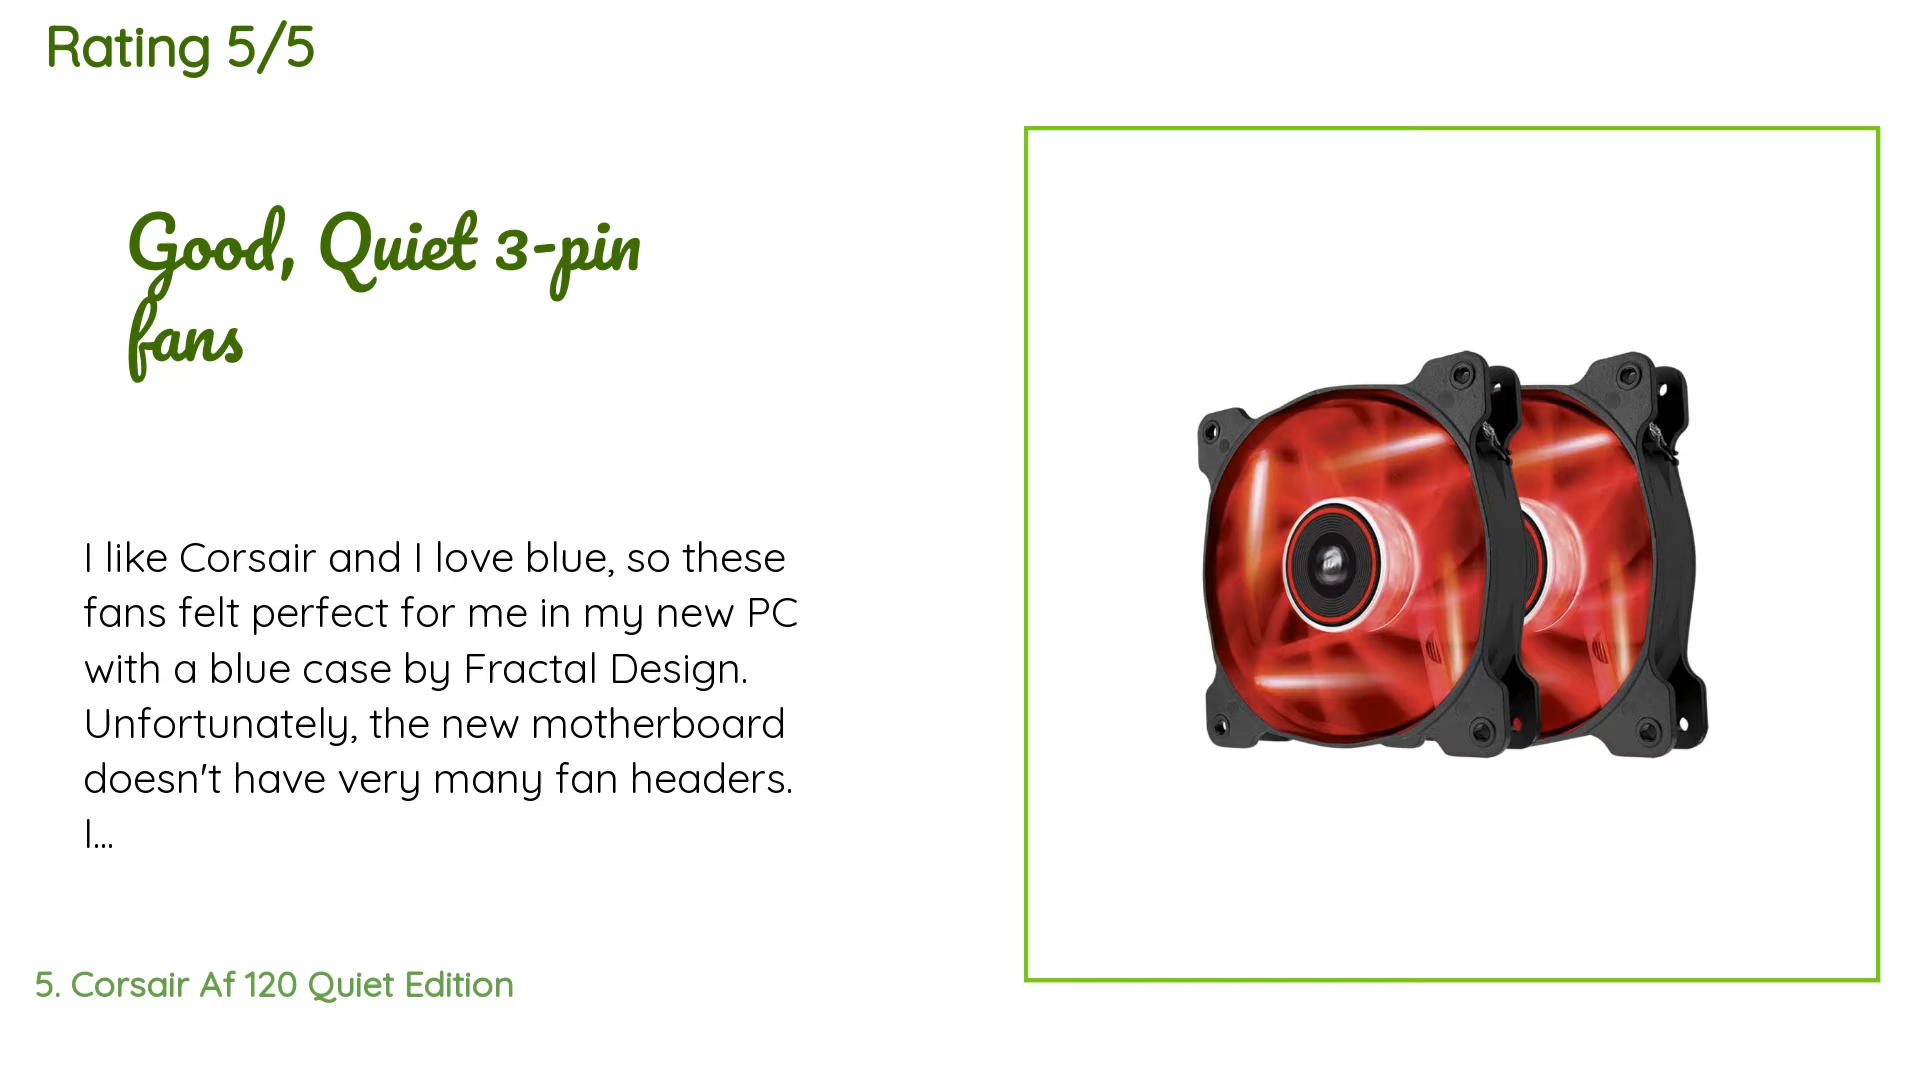 Rating 5/5
Good, Quiet 3-pin
fans
I like Corsair and I love blue, so these
fans felt perfect for me in my new PC
with a blue case by Fractal Design.
Unfortunately, the new motherboard
doesn't have very many fan headers.
I...
5. Corsair Af 120 Quiet Edition